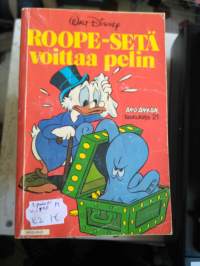 WALT DISNEY
ROOPE-SETÄ
voittaa pelin
AKU ANKAN
TASKUKIRJA 21